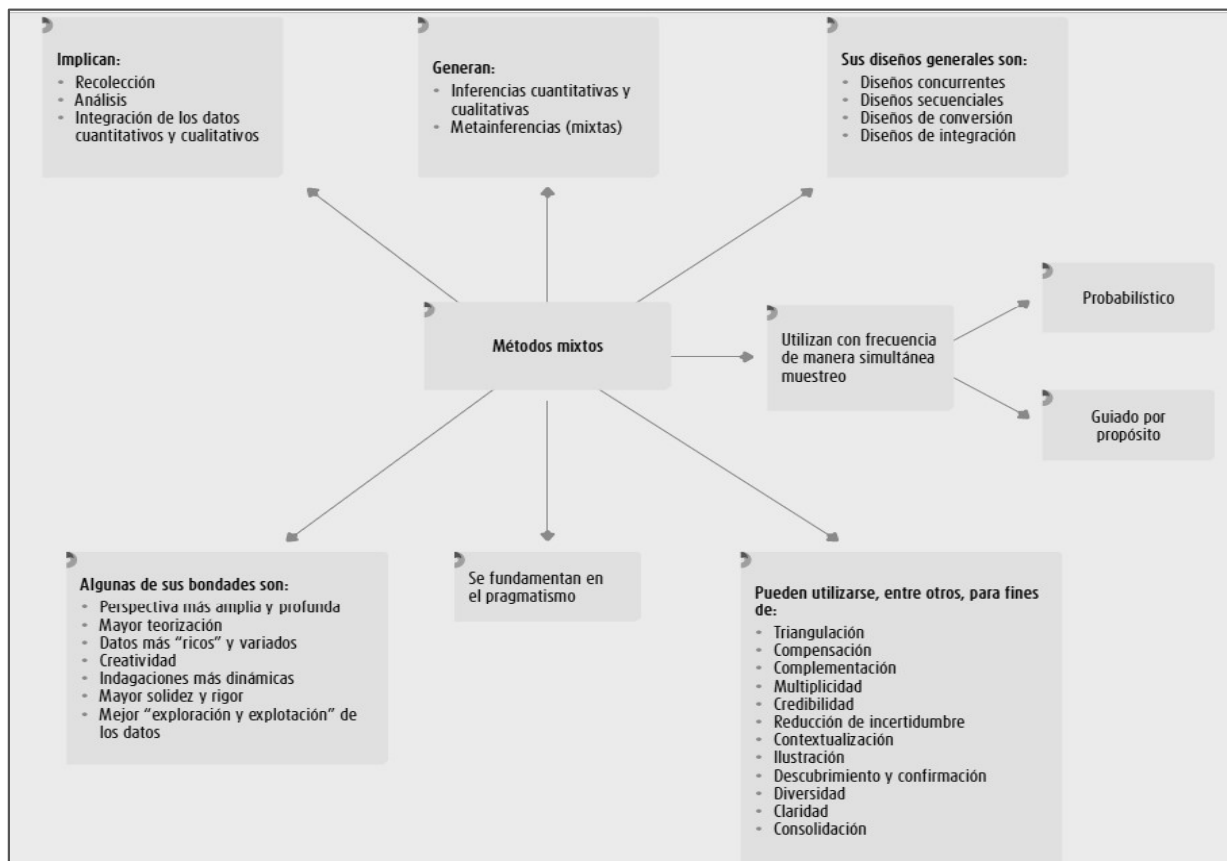 Implican:
• Recolección
• Análisis
• Integración de los datos
cuantitativos y cualitativos
Generan:
• Inferencias cuantitativas y
cualitativas
• Metainferencias (mixtas)
Sus diseños generales son:
• Diseños concurrentes
• Diseños secuenciales
• Diseños de conversión
• Diseños de integración
Métodos mixtos
Utilizan con frecuencia
de manera simultánea
muestreo
Probabilístico
Guiado por
propósito
Algunas de sus bondades son:
• Perspectiva más amplia y profunda
• Mayor teorización
• Datos más “ricos” y variados
• Creatividad
• Indagaciones más dinámicas
• Mayor solidez y rigor
• Mejor “exploración y explotación” de
los datos
Se fundamentan en
el pragmatismo
Pueden utilizarse, entre otros, para fines
de:
• Triangulación
• Compensación
• Complementación
• Multiplicidad
• Credibilidad
• Reducción de incertidumbre
• Contextualización
• Ilustración
• Descubrimiento y confirmación
• Diversidad
• Claridad
• Consolidación